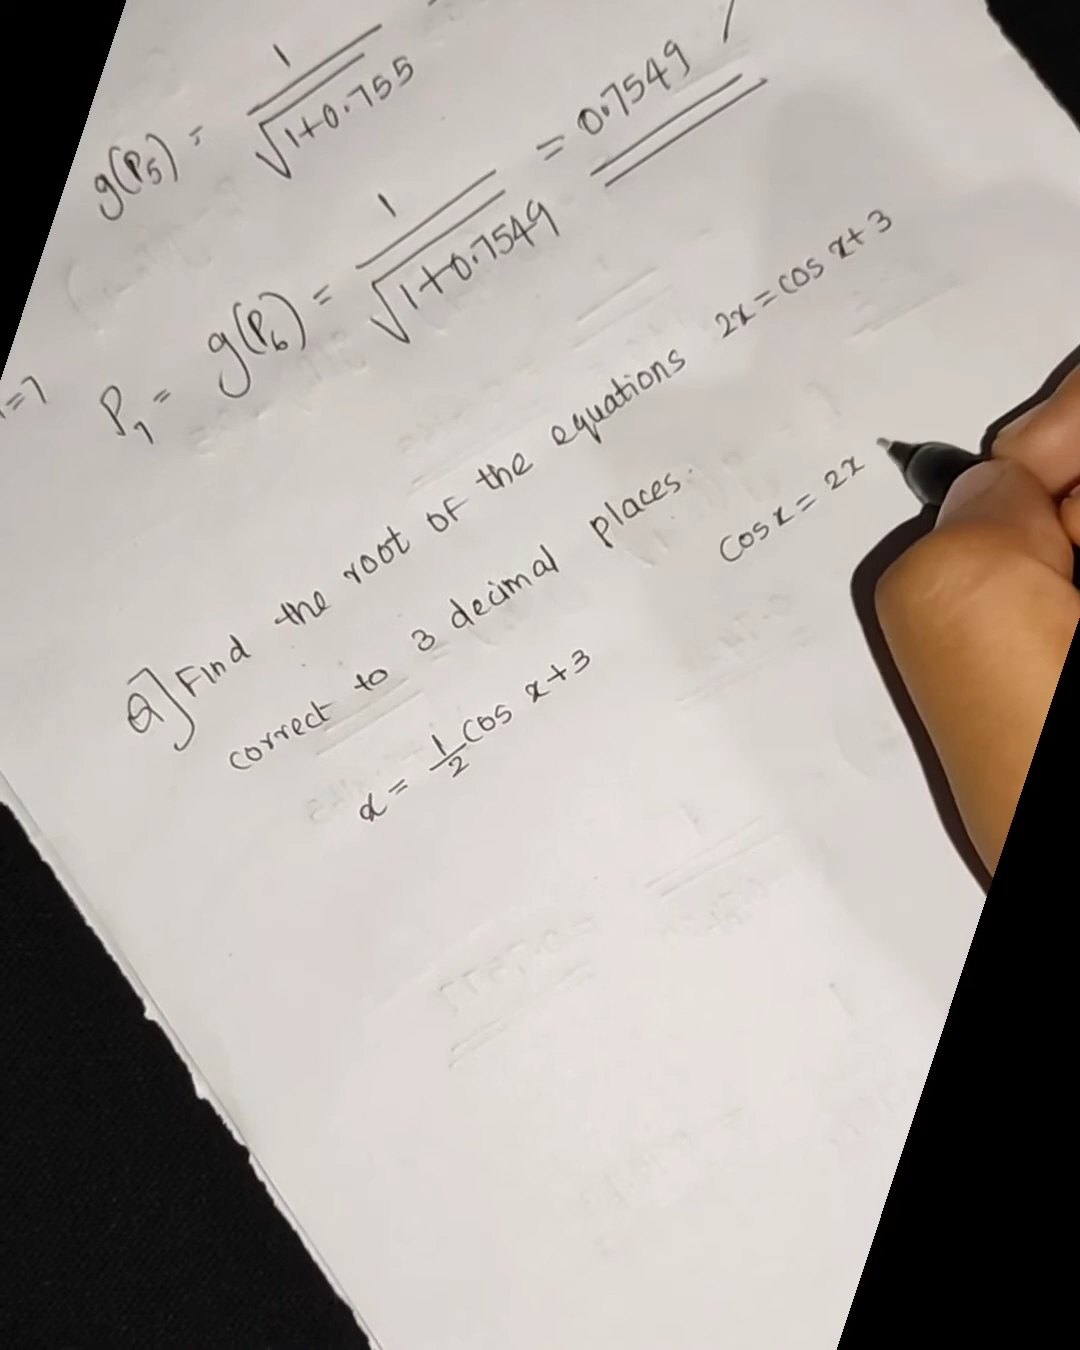 g(P5) = 1/√1+0.755
n=7 P7 = g(P6) = 1/√1+0.7549 = 0.7549
Q] Find the root of the equations 2x = cos x + 3
correct to 3 decimal places.
x = 1/2 cos x + 3
cos x = 2x